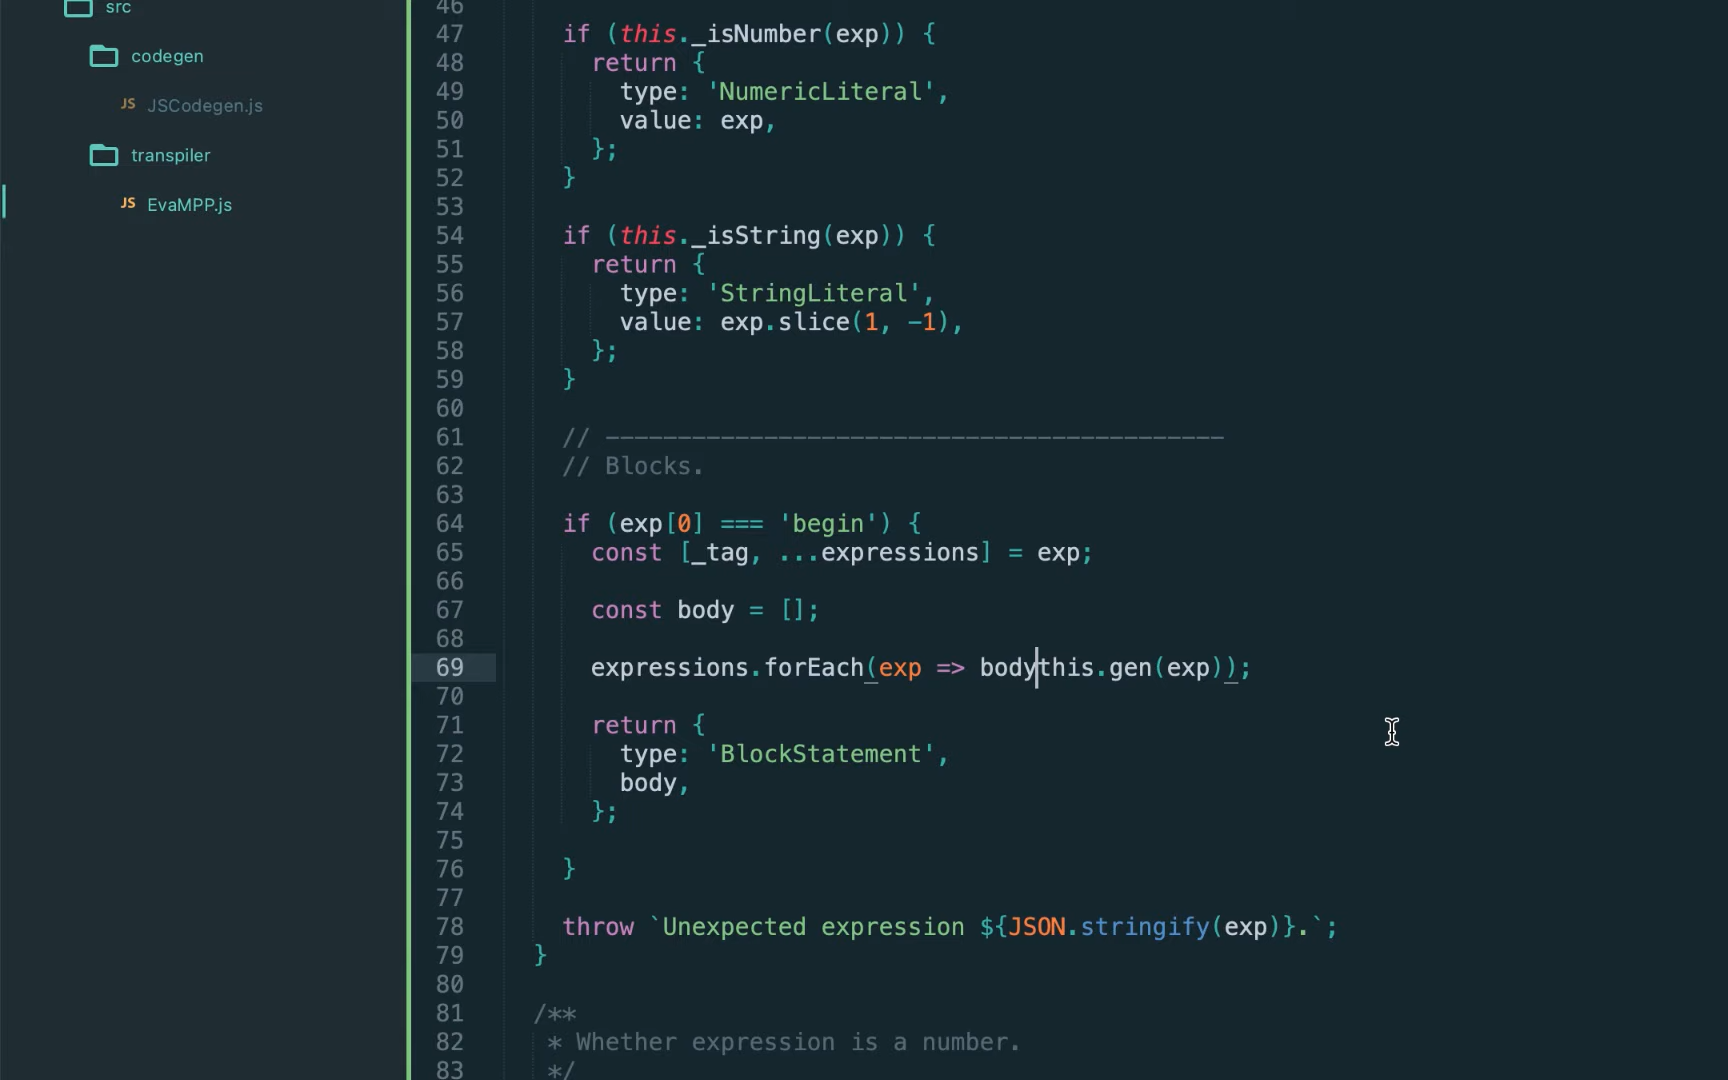 src
codegen
JS JSCodegen.js
transpiler
JS EvaMPP.js
46
47 if (this._isNumber(exp)) {
48 return {
49 type: 'NumericLiteral',
50 value: exp,
51 };
52 }
53
54 if (this._isString(exp)) {
55 return {
56 type: 'StringLiteral',
57 value: exp.slice(1, -1),
58 };
59 }
60
61 // -------------------------------------------
62 // Blocks.
63
64 if (exp[0] === 'begin') {
65 const [_tag, ...expressions] = exp;
66
67 const body = [];
68
69 expressions.forEach(exp => bodythis.gen(exp));
70
71 return {
72 type: 'BlockStatement',
73 body,
74 };
75
76 }
77
78 throw `Unexpected expression ${JSON.stringify(exp)}.`;
79 }
80
81 /**
82 * Whether expression is a number.
83 */